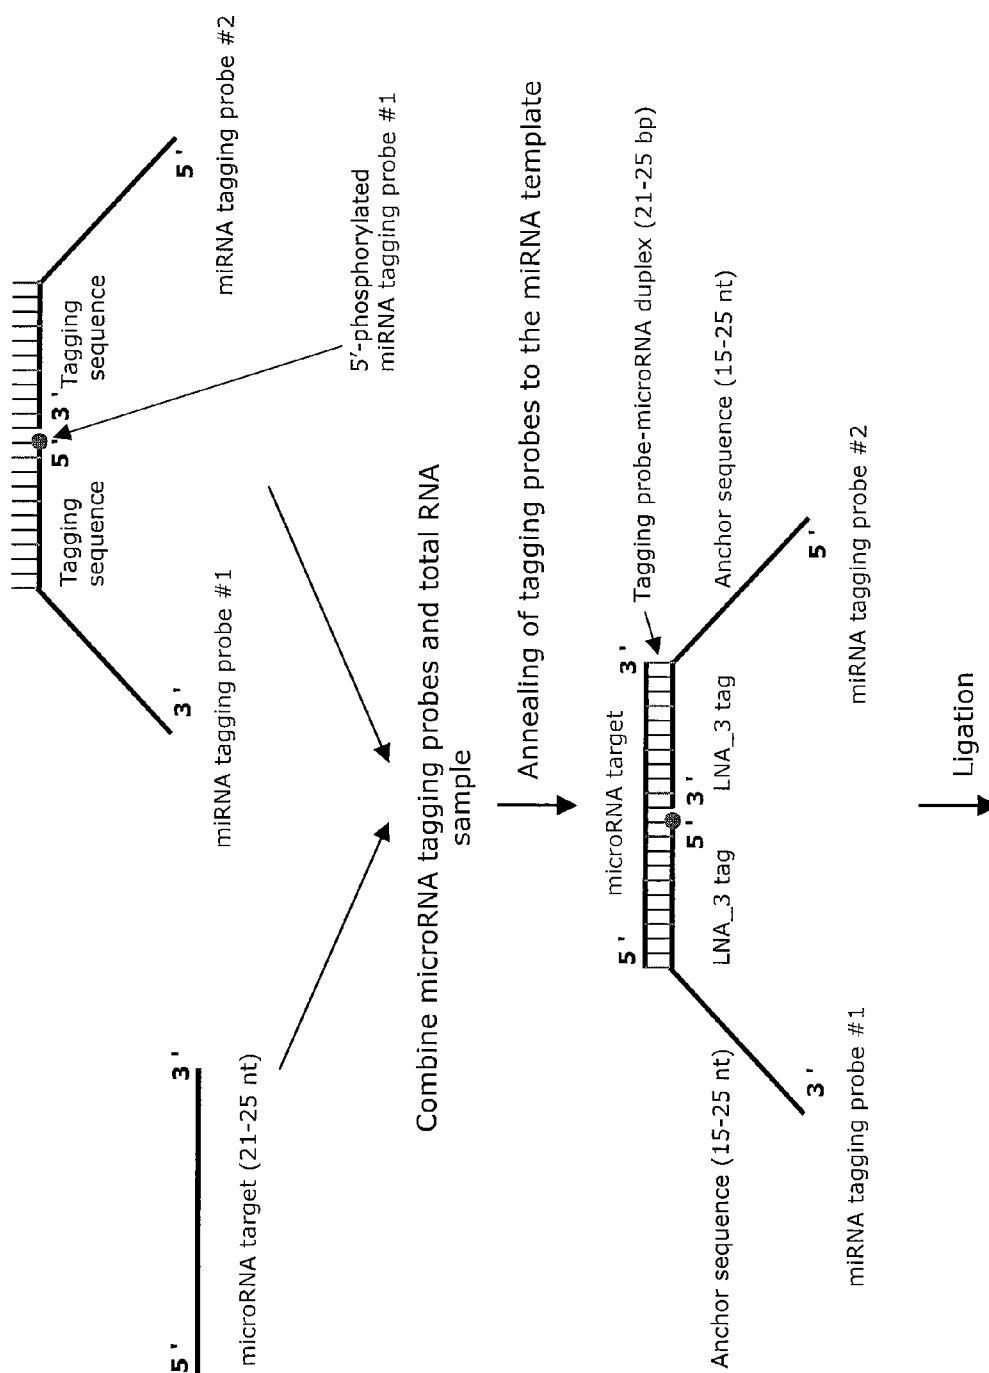 5'
3'
microRNA target (21-25 nt)
Tagging
sequence
5'
3'
Tagging
sequence
3'
5'
miRNA tagging probe #1
miRNA tagging probe #2
5'-phosphorylated
miRNA tagging probe #1
Combine microRNA tagging probes and total RNA
sample
Annealing of tagging probes to the miRNA template
microRNA target
5'
3'
Tagging probe-microRNA duplex (21-25 bp)
5'
3'
LNA_3 tag
LNA_3 tag
Anchor sequence (15-25 nt)
Anchor sequence (15-25 nt)
3'
5'
miRNA tagging probe #1
miRNA tagging probe #2
Ligation